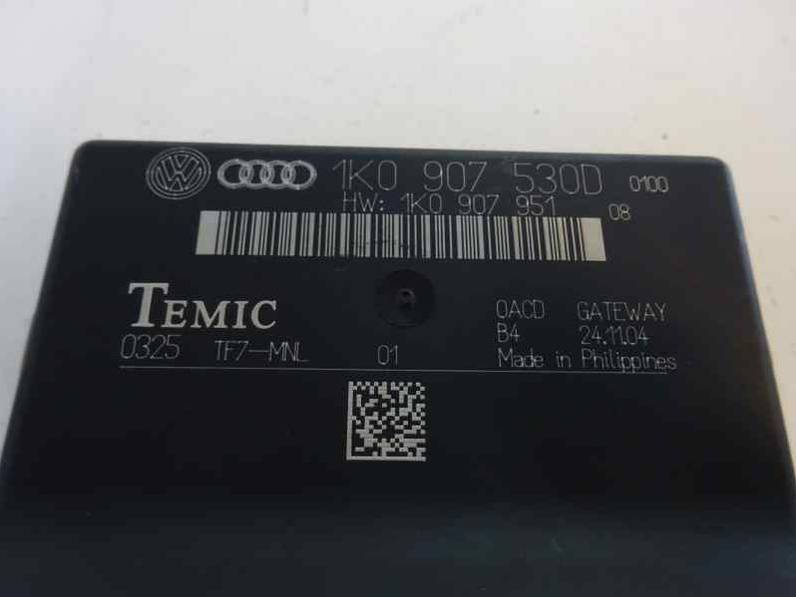 VW 1K0 907 530D 0100
HW: 1K0 907 951 08
TEMIC 0ACD GATEWAY
B4 24.11.04
0325 TF7-MNL 01 Made in Philippines